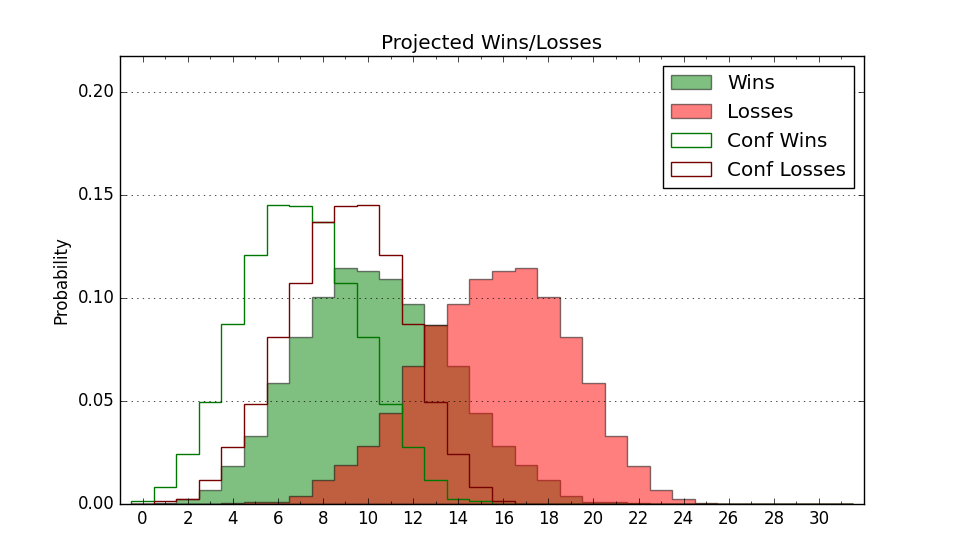 Projected Wins/Losses
Wins
Losses
Conf Wins
Conf Losses
Probability
0.20
0.15
0.10
0.05
0.00
0 2 4 6 8 10 12 14 16 18 20 22 24 26 28 30